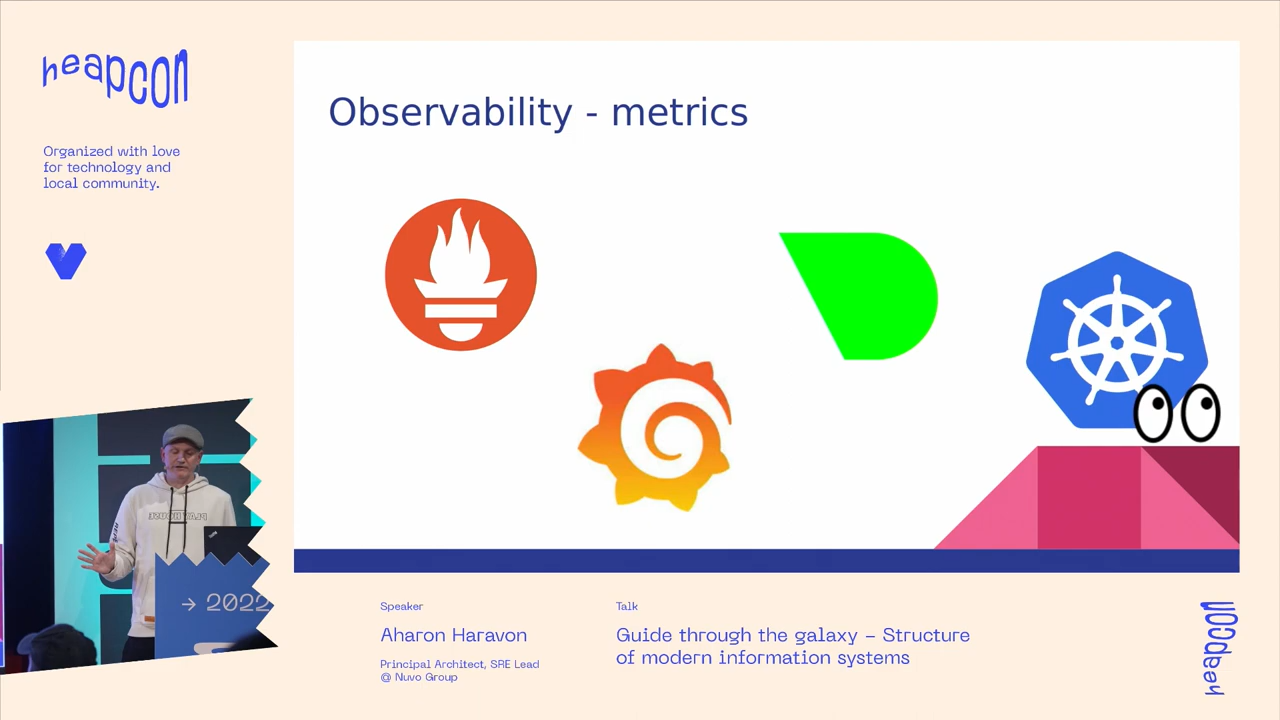 heapcon
Organized with love
for technology and
local community.
Observability - metrics
→ 2022
Speaker
Aharon Haravon
Principal Architect, SRE Lead
@ Nuvo Group
Talk
Guide through the galaxy – Structure
of modern information systems
heapcon